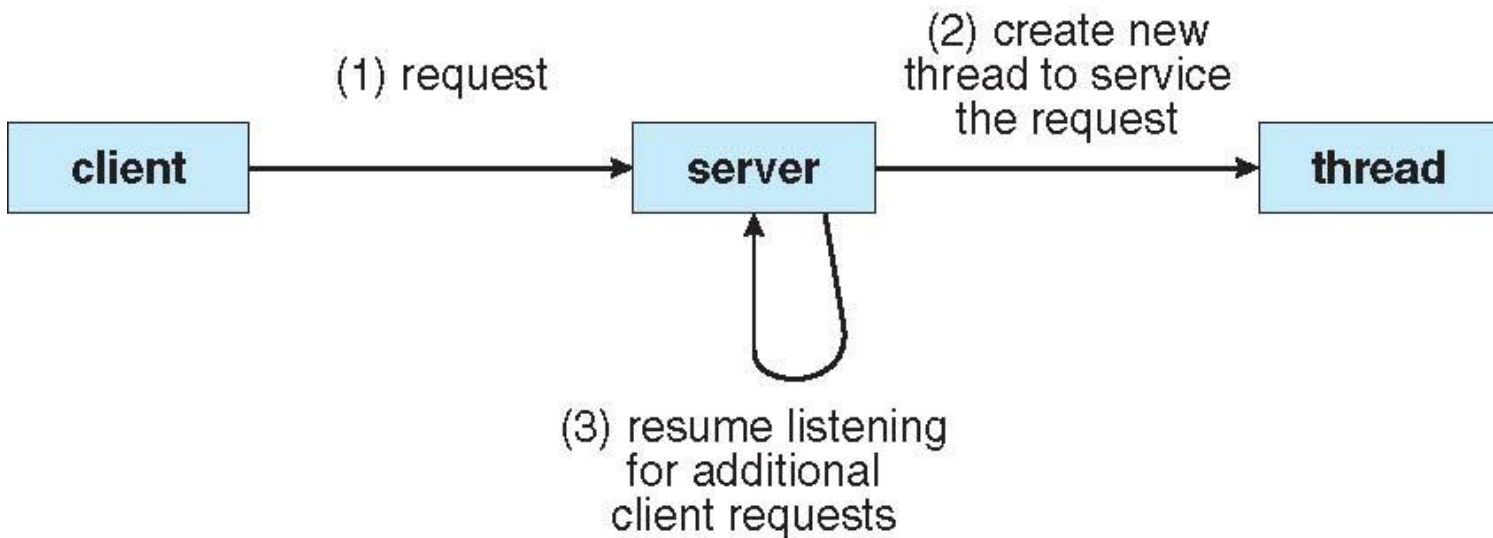 (1) request
(2) create new
thread to service
the request
client
server
thread
(3) resume listening
for additional
client requests